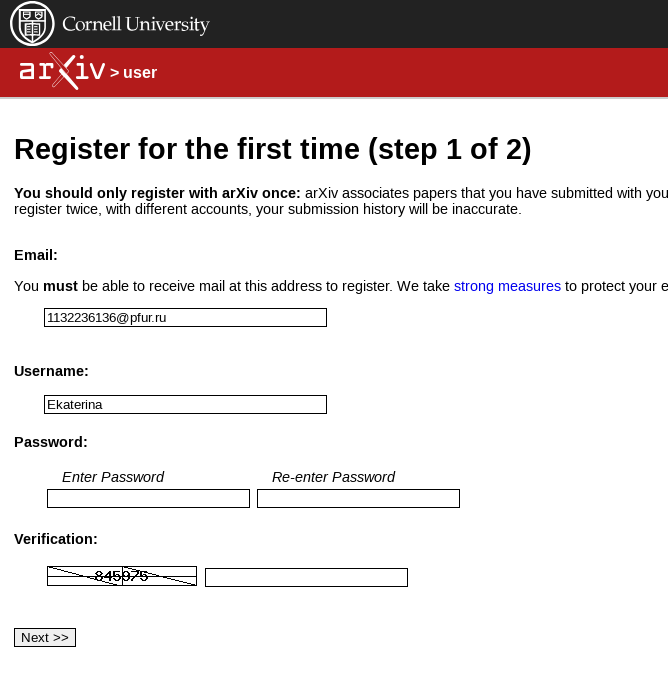 Cornell University
arXiv > user
Register for the first time (step 1 of 2)
You should only register with arXiv once: arXiv associates papers that you have submitted with you
register twice, with different accounts, your submission history will be inaccurate.
Email:
You must be able to receive mail at this address to register. We take strong measures to protect your e
1132236136@pfur.ru
Username:
Ekaterina
Password:
Enter Password Re-enter Password
Verification:
845975
Next >>